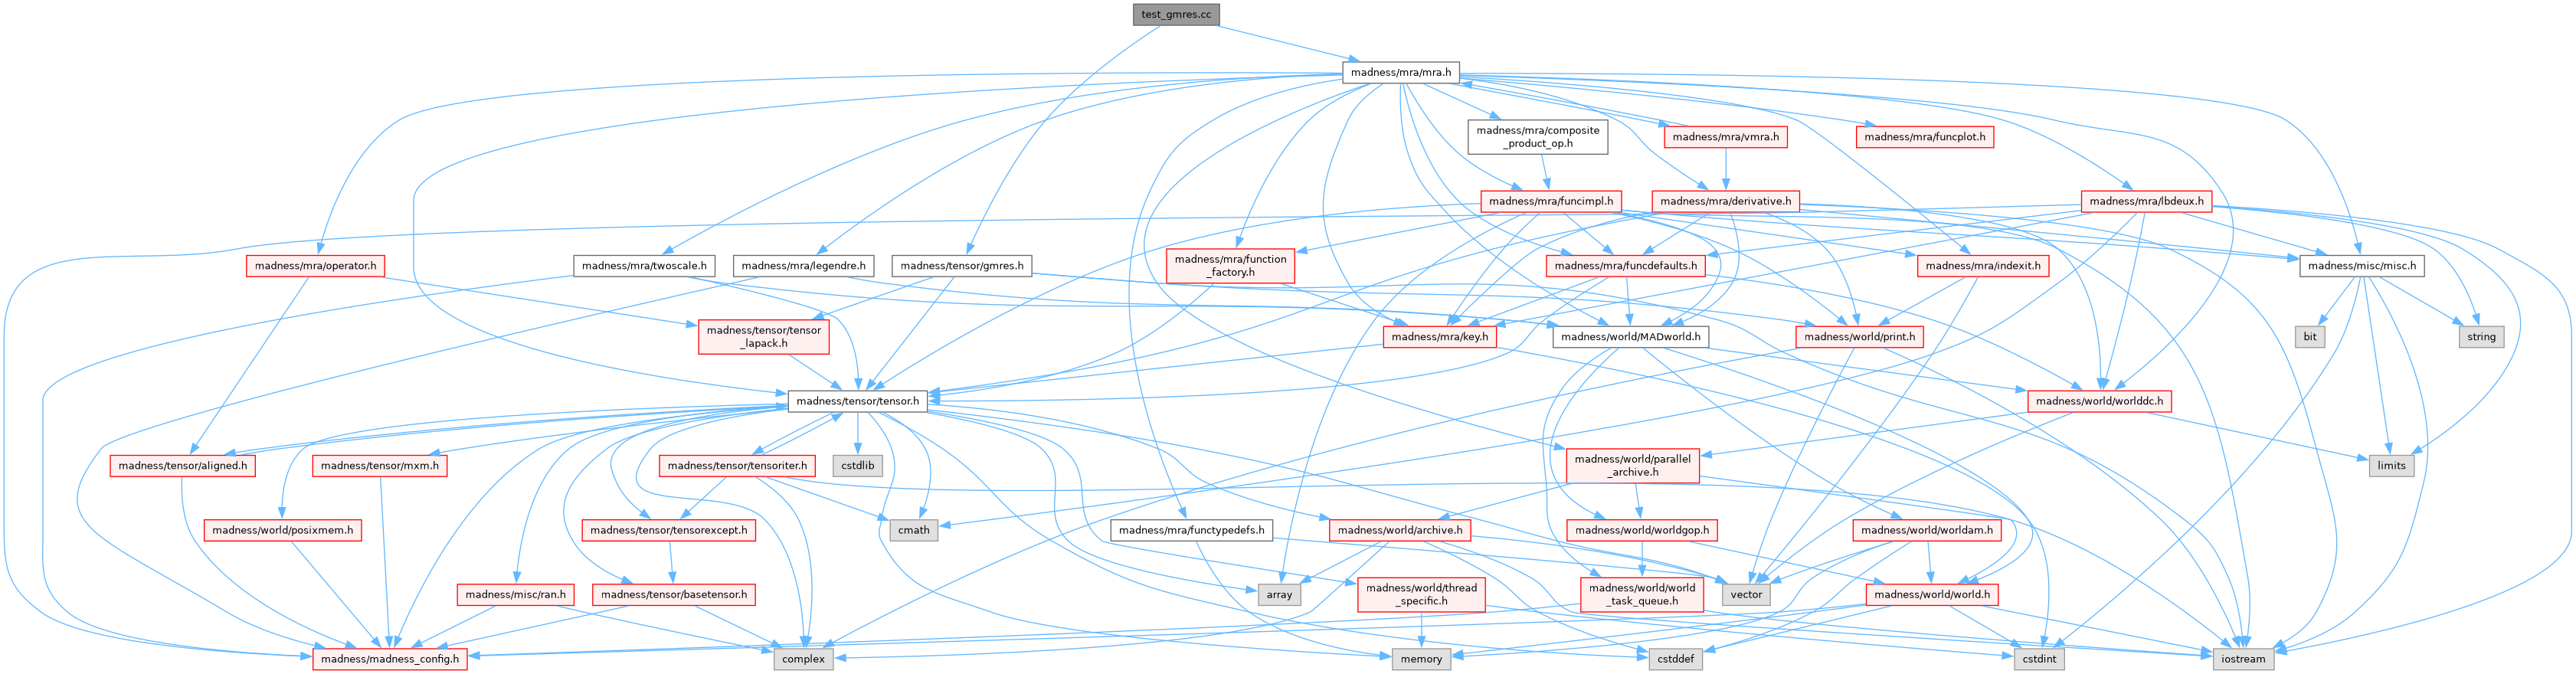 test_gmres.cc
madness/mra/mra.h
madness/mra/composite
_product_op.h
madness/mra/vmra.h
madness/mra/funcplot.h
madness/mra/funcimpl.h
madness/mra/derivative.h
madness/mra/lbdeux.h
madness/mra/operator.h
madness/mra/twoscale.h
madness/mra/legendre.h
madness/tensor/gmres.h
madness/mra/function
_factory.h
madness/mra/funcdefaults.h
madness/mra/indexit.h
madness/misc/misc.h
madness/tensor/tensor
_lapack.h
madness/mra/key.h
madness/world/MADworld.h
madness/world/print.h
bit
string
madness/tensor/tensor.h
madness/world/worlddc.h
madness/tensor/aligned.h
madness/tensor/mxm.h
madness/tensor/tensoriter.h
cstdlib
madness/world/parallel
_archive.h
limits
madness/world/posixmem.h
madness/tensor/tensorexcept.h
cmath
madness/mra/functypedefs.h
madness/world/archive.h
madness/world/worldgop.h
madness/world/worldam.h
madness/misc/ran.h
madness/tensor/basetensor.h
array
madness/world/thread
_specific.h
madness/world/world
_task_queue.h
vector
madness/world/world.h
madness/madness_config.h
complex
memory
cstddef
cstdint
iostream